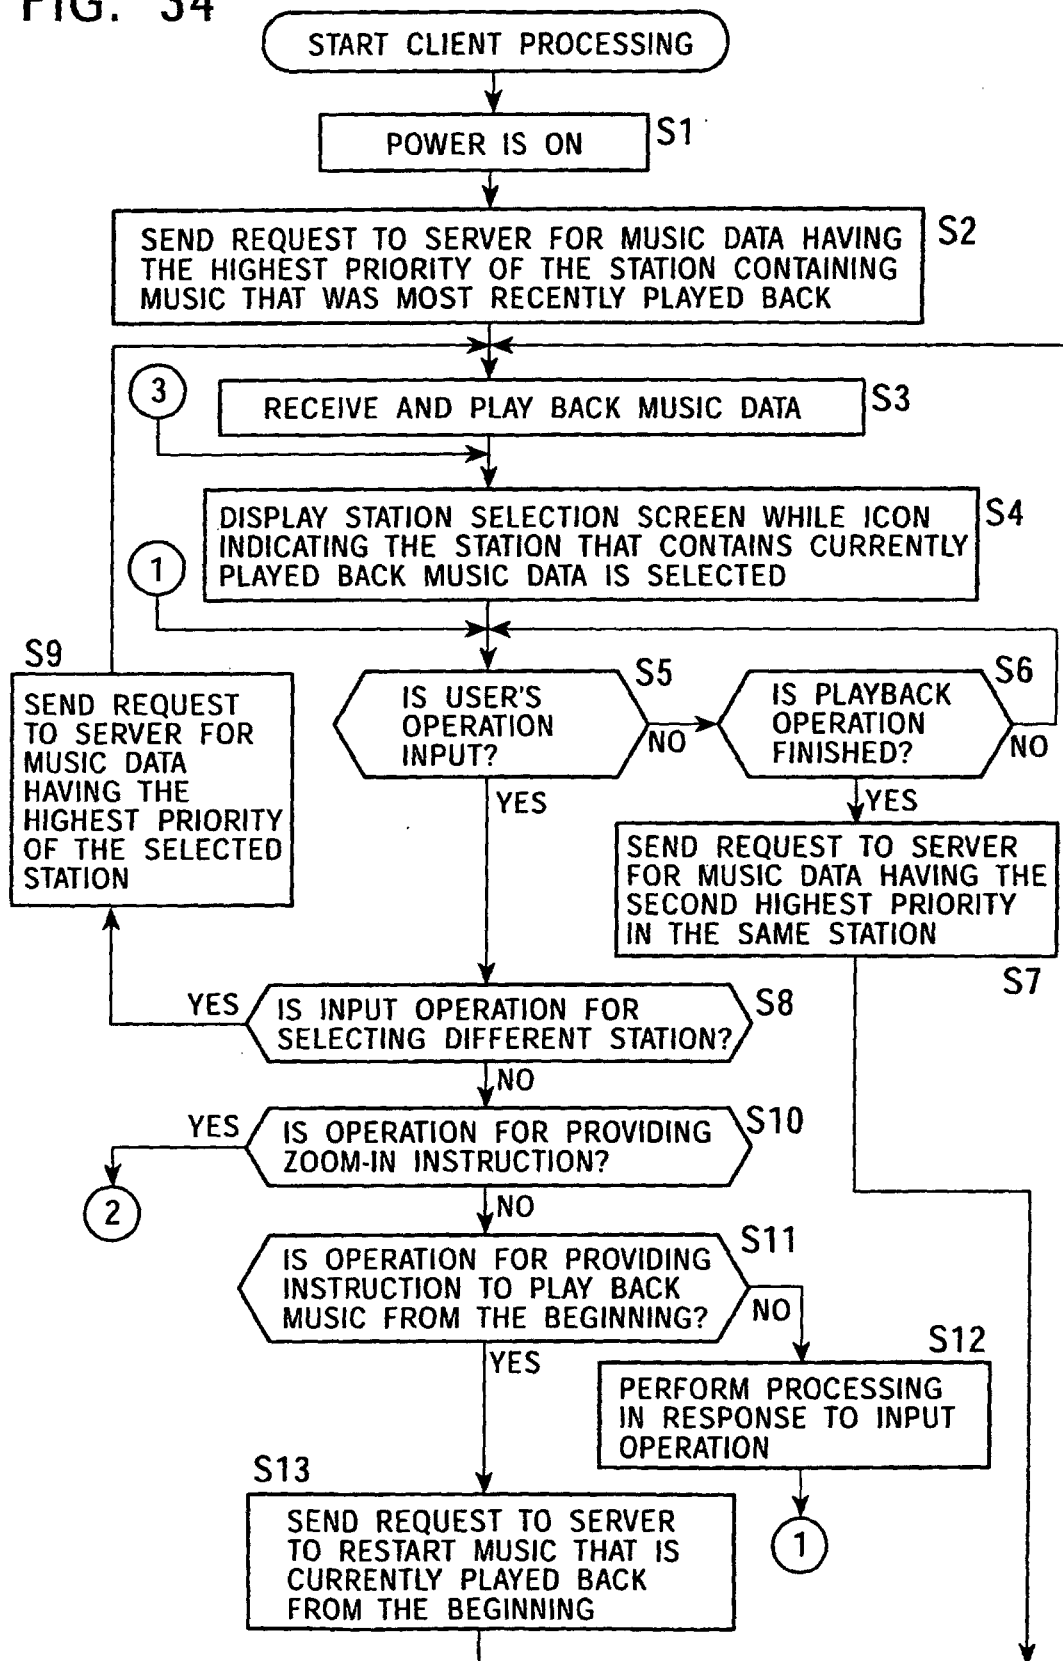 FIG. 34
START CLIENT PROCESSING
POWER IS ON
S1
SEND REQUEST TO SERVER FOR MUSIC DATA HAVING
THE HIGHEST PRIORITY OF THE STATION CONTAINING
MUSIC THAT WAS MOST RECENTLY PLAYED BACK
S2
3
RECEIVE AND PLAY BACK MUSIC DATA
S3
DISPLAY STATION SELECTION SCREEN WHILE ICON
INDICATING THE STATION THAT CONTAINS CURRENTLY
PLAYED BACK MUSIC DATA IS SELECTED
S4
1
S9
SEND REQUEST
TO SERVER FOR
MUSIC DATA
HAVING THE
HIGHEST PRIORITY
OF THE SELECTED
STATION
IS USER'S
OPERATION
INPUT?
S5
NO
YES
IS PLAYBACK
OPERATION
FINISHED?
S6
NO
YES
SEND REQUEST TO SERVER
FOR MUSIC DATA HAVING THE
SECOND HIGHEST PRIORITY
IN THE SAME STATION
S7
YES
IS INPUT OPERATION FOR
SELECTING DIFFERENT STATION?
S8
NO
YES
IS OPERATION FOR PROVIDING
ZOOM-IN INSTRUCTION?
S10
2
NO
IS OPERATION FOR PROVIDING
INSTRUCTION TO PLAY BACK
MUSIC FROM THE BEGINNING?
S11
NO
YES
S12
PERFORM PROCESSING
IN RESPONSE TO INPUT
OPERATION
1
S13
SEND REQUEST TO SERVER
TO RESTART MUSIC THAT IS
CURRENTLY PLAYED BACK
FROM THE BEGINNING